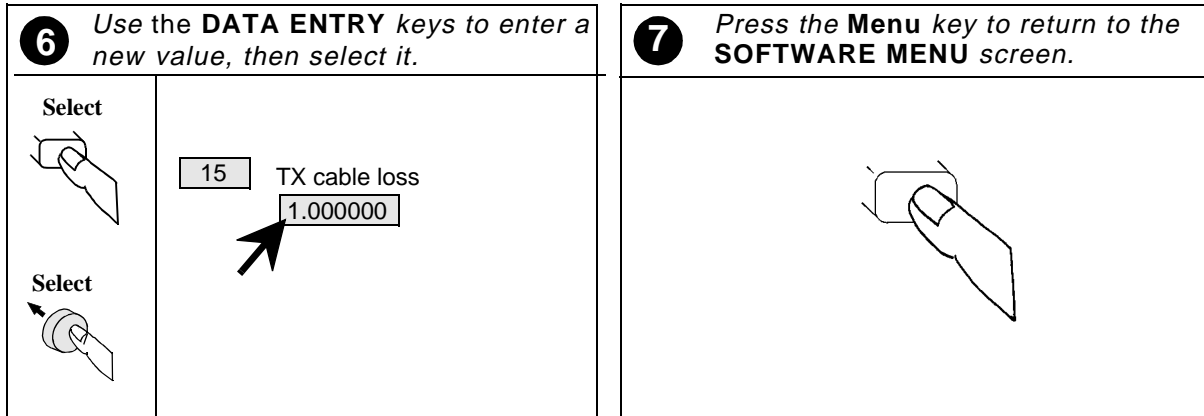 6
Use the DATA ENTRY keys to enter a
new value, then select it.
Select
15
TX cable loss
1.000000
Select
7
Press the Menu key to return to the
SOFTWARE MENU screen.